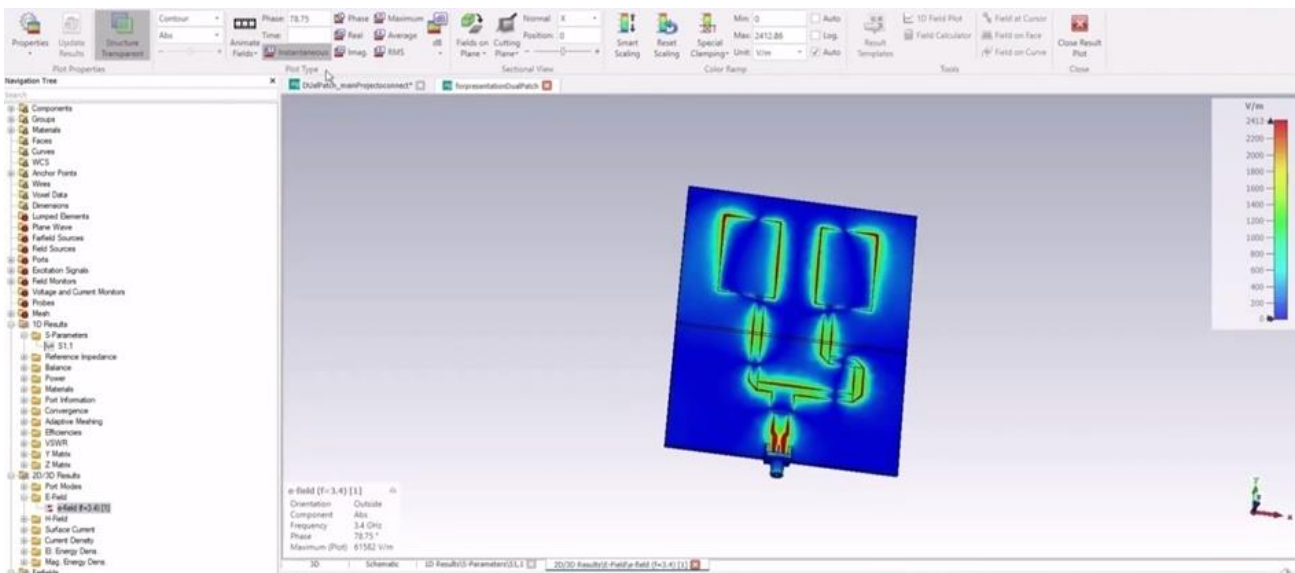 Contour
Abs
Properties
Update Results
Structure Transparent
Plot Properties
Animate Fields
Phase: 78.75
Time:
Instantaneous
Phase
Real
Imag.
Maximum
Average
RMS
dB
Plot Type
Fields on Plane
Cutting Plane
Normal: X
Position: 0
Sectional View
Smart Scaling
Reset Scaling
Special Clamping
Min: 0
Max: 2412.86
Unit: V/m
Auto
Log.
Auto
Color Ramp
Result Templates
1D Field Plot
Field Calculator
Field at Cursor
Field on Face
Field on Curve
Tools
Close Result Plot
Close
Navigation Tree
Search
DUalPatch_mainProjectoconnect*
forpresentationDualPatch
Components
Groups
Materials
Faces
Curves
WCS
Anchor Points
Wires
Voxel Data
Dimensions
Lumped Elements
Plane Wave
Farfield Sources
Field Sources
Ports
Excitation Signals
Field Monitors
Voltage and Current Monitors
Probes
Mesh
1D Results
S-Parameters
S1.1
Reference Impedance
Balance
Power
Materials
Port Information
Convergence
Adaptive Meshing
Efficiencies
VSWR
Y Matrix
Z Matrix
2D/3D Results
Port Modes
E-Field
e-field (f=3.4) [1]
H-Field
Surface Current
Current Density
El. Energy Dens.
Mag. Energy Dens.
Farfields
V/m
2413
2200
2000
1800
1600
1400
1200
1000
800
600
400
200
0
e-field (f=3.4) [1]
Orientation Outside
Component Abs
Frequency 3.4 GHz
Phase 78.75 °
Maximum (Plot) 61582 V/m
y
x
3D
Schematic
1D Results\S-Parameters\S1,1
2D/3D Results\E-Field\e-field (f=3.4) [1]